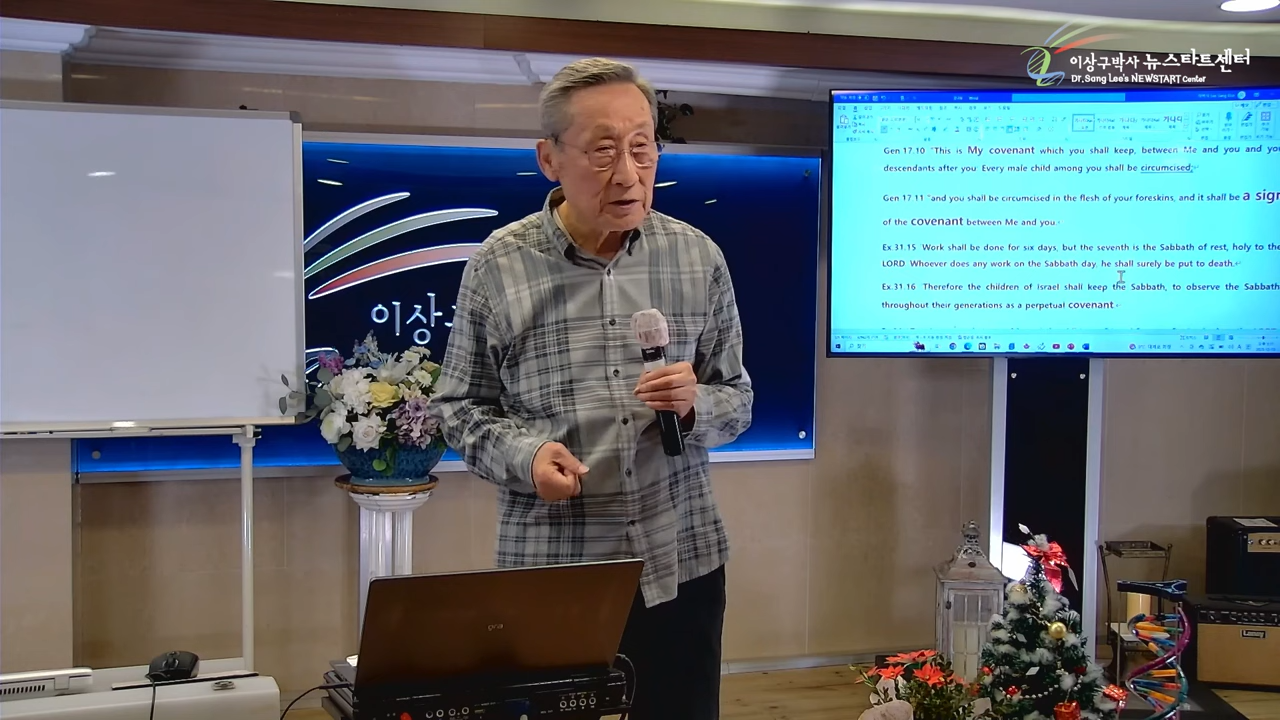 이상구박사 뉴스타트센터
Dr. Sang Lee's NEWSTART Center
Gen 17.10 "This is My covenant which you shall keep, between Me and you and you
descendants after you: Every male child among you shall be circumcised;
Gen 17.11 "and you shall be circumcised in the flesh of your foreskins, and it shall be a sign
of the covenant between Me and you.
Ex.31.15 Work shall be done for six days, but the seventh is the Sabbath of rest, holy to the
LORD. Whoever does any work on the Sabbath day, he shall surely be put to death.
Ex.31.16 Therefore the children of Israel shall keep the Sabbath, to observe the Sabbath
throughout their generations as a perpetual covenant
이상
gram
Laney